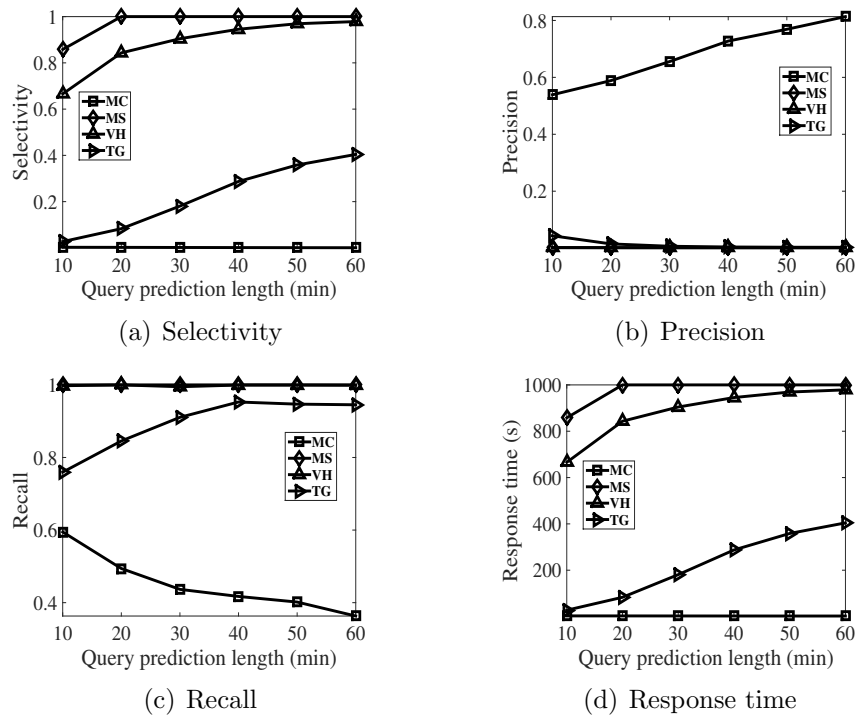 1
0.8
0.6
0.4
0.2
Selectivity
MC
MS
VH
TG
10 20 30 40 50 60
Query prediction length (min)
(a) Selectivity
0.8
0.6
0.4
0.2
Precision
MC
MS
VH
TG
10 20 30 40 50 60
Query prediction length (min)
(b) Precision
1
0.8
0.6
0.4
Recall
MC
MS
VH
TG
10 20 30 40 50 60
Query prediction length (min)
(c) Recall
1000
800
600
400
200
Response time (s)
MC
MS
VH
TG
10 20 30 40 50 60
Query prediction length (min)
(d) Response time